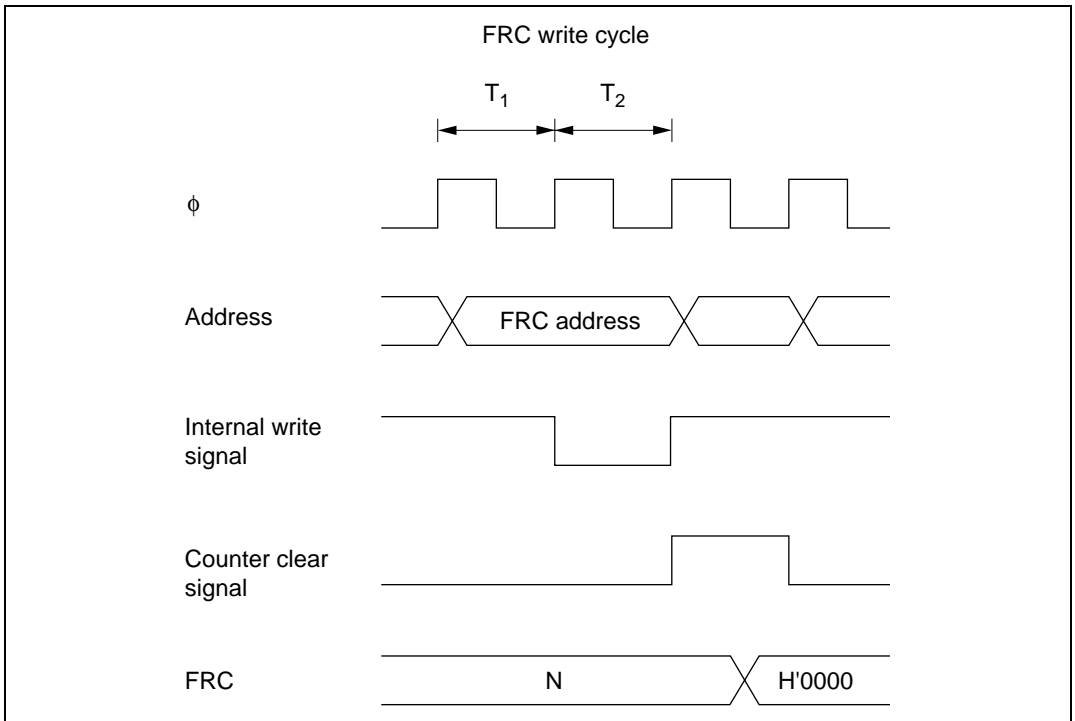 FRC write cycle
T1 T2
ϕ
Address
FRC address
Internal write
signal
Counter clear
signal
FRC
N
H'0000